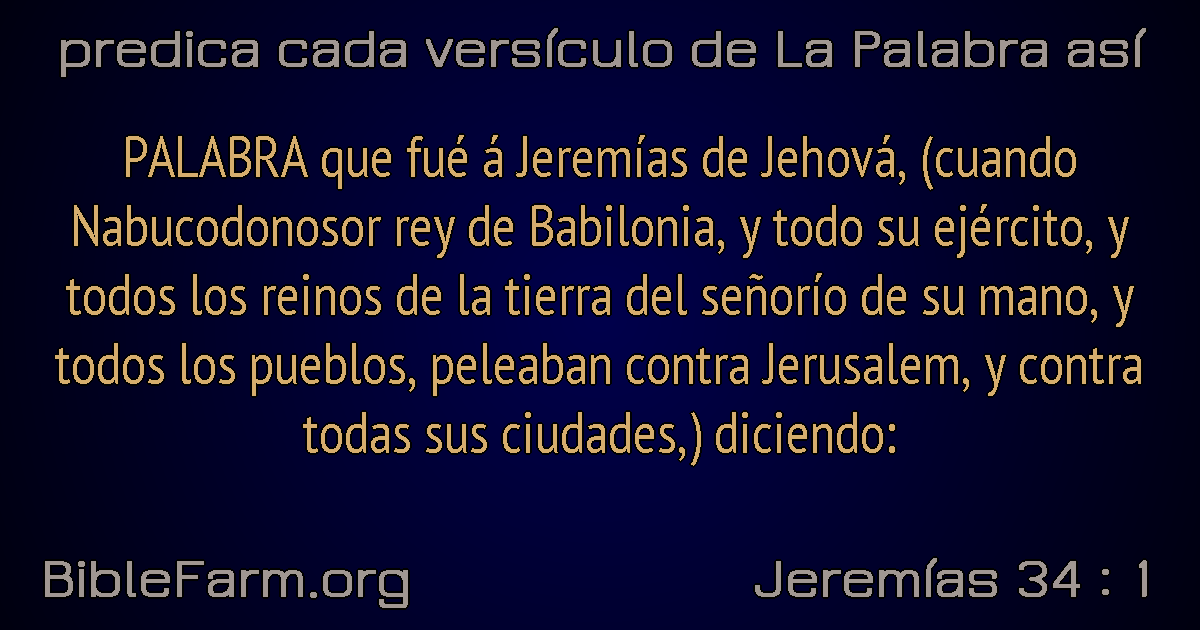 predica cada versículo de La Palabra así
PALABRA que fué á Jeremías de Jehová, (cuando
Nabucodonosor rey de Babilonia, y todo su ejército, y
todos los reinos de la tierra del señorío de su mano, y
todos los pueblos, peleaban contra Jerusalem, y contra
todas sus ciudades,) diciendo:
BibleFarm.org
Jeremías 34 : 1